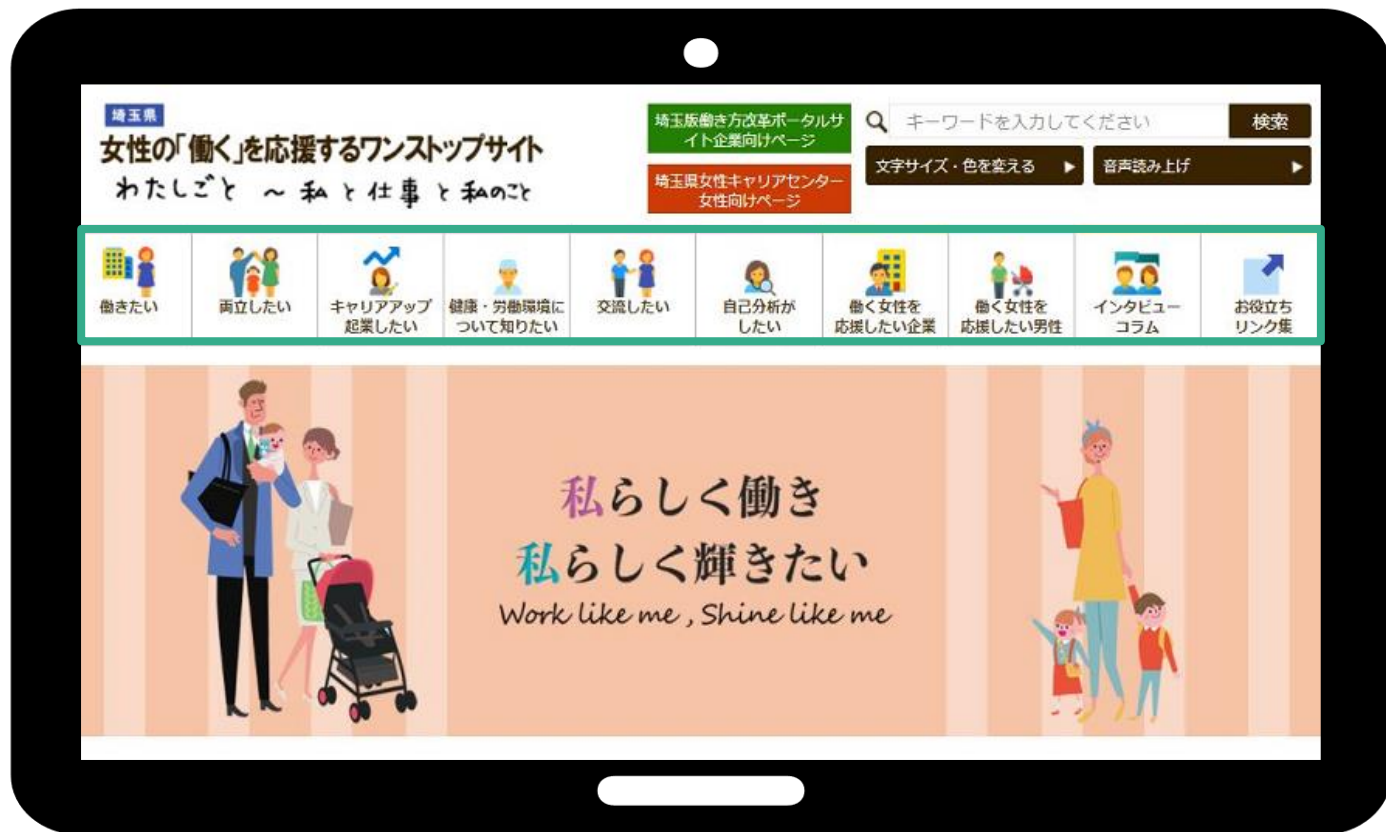 埼玉県
女性の「働く」を応援するワンストップサイト
わたしごと ～ 私 と 仕事 と 私のこと
埼玉版働き方改革ポータルサ
イト企業向けページ
埼玉県女性キャリアセンター
女性向けページ
キーワードを入力してください
検索
文字サイズ・色を変える ▶
音声読み上げ ▶
働きたい
両立したい
キャリアアップ
起業したい
健康・労働環境に
ついて知りたい
交流したい
自己分析が
したい
働く女性を
応援したい企業
働く女性を
応援したい男性
インタビュー
コラム
お役立ち
リンク集
私らしく働き
私らしく輝きたい
Work like me , Shine like me